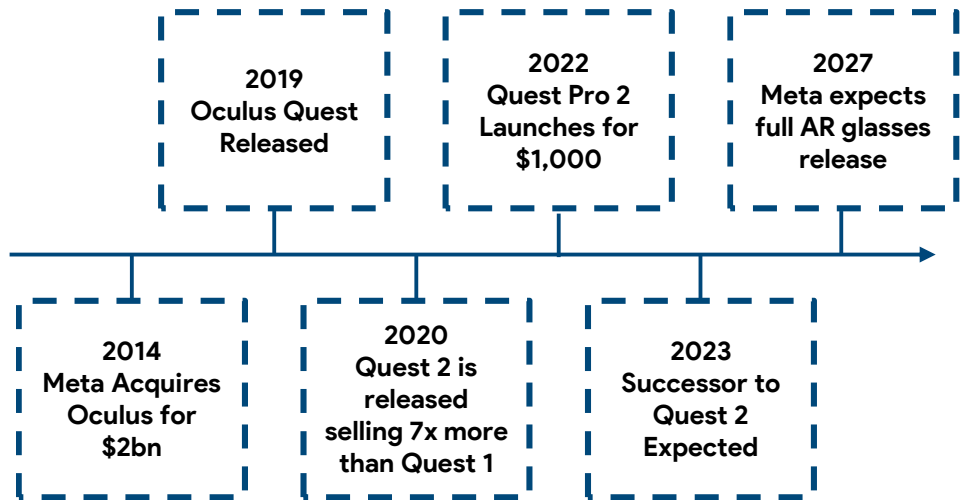 2019
Oculus Quest
Released
2022
Quest Pro 2
Launches for
$1,000
2027
Meta expects
full AR glasses
release
2014
Meta Acquires
Oculus for
$2bn
2020
Quest 2 is
released
selling 7x more
than Quest 1
2023
Successor to
Quest 2
Expected